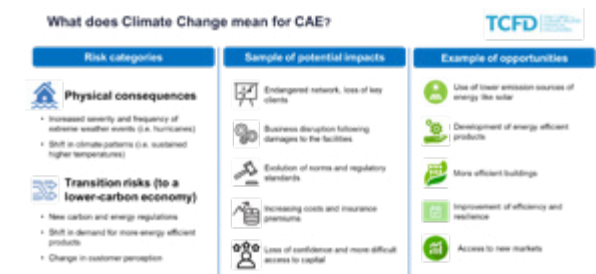 What does Climate Change mean for CAE?
TCFD
Risk categories
Physical consequences
• Increased severity and frequency of
extreme weather events (i.e. hurricanes)
• Shift in climate patterns (i.e. sustained
higher temperatures)
Transition risks (to a
lower-carbon economy)
• New carbon and energy regulations
• Shift in demand for more energy efficient
products
• Change in customer perception
Sample of potential impacts
Endangered network, loss of key
clients
Business disruption following
damages to the facilities
Evolution of norms and regulatory
standards
Increasing costs and insurance
premiums
Loss of confidence and more difficult
access to capital
Example of opportunities
Use of lower emission sources of
energy like solar
Development of energy efficient
products
More efficient buildings
Improvement of efficiency and
resilience
Access to new markets